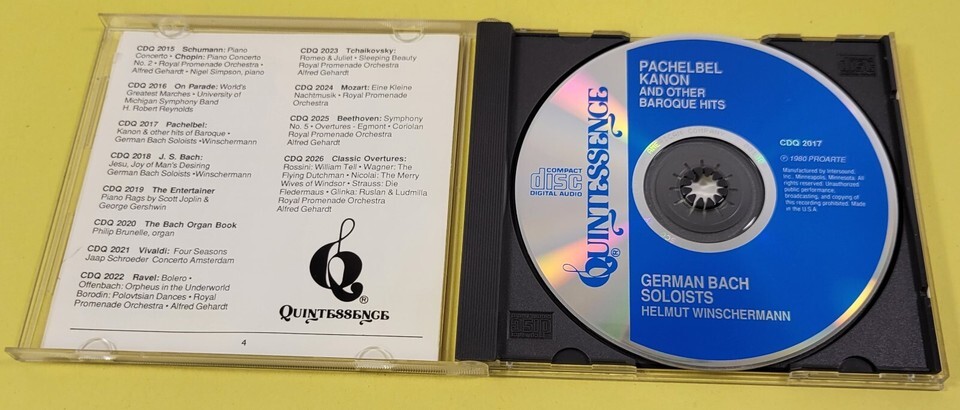 CDQ 2015 Schumann: Piano
Concerto • Chopin: Piano Concerto
No. 2 • Royal Promenade Orchestra •
Alfred Gehardt • Nigel Simpson, piano
CDQ 2016 On Parade: World's
Greatest Marches • University of
Michigan Symphony Band
H. Robert Reynolds
CDQ 2017 Pachelbel:
Kanon & other hits of Baroque •
German Bach Soloists •Winschermann
CDQ 2018 J. S. Bach:
Jesu, Joy of Man's Desiring
German Bach Soloists •Winschermann
CDQ 2019 The Entertainer
Piano Rags by Scott Joplin &
George Gershwin
CDQ 2020 The Bach Organ Book
Philip Brunelle, organ
CDQ 2021 Vivaldi: Four Seasons
Jaap Schroeder Concerto Amsterdam
CDQ 2022 Ravel: Bolero •
Offenbach: Orpheus in the Underworld
Borodin: Polovtsian Dances • Royal
Promenade Orchestra • Alfred Gehardt
CDQ 2023 Tchaikovsky:
Romeo & Juliet • Sleeping Beauty
Royal Promenade Orchestra
Alfred Gehardt
CDQ 2024 Mozart: Eine Kleine
Nachtmusik • Royal Promenade
Orchestra
CDQ 2025 Beethoven: Symphony
No. 5 • Overtures - Egmont • Coriolan
Royal Promenade Orchestra
Alfred Gehardt
CDQ 2026 Classic Overtures:
Rossini: William Tell • Wagner: The
Flying Dutchman • Nicolai: The Merry
Wives of Windsor • Strauss: Die
Fledermaus • Glinka: Ruslan & Ludmilla
Royal Promenade Orchestra
Alfred Gehardt
Q®
QUINTESSENCE
4
PACHELBEL
KANON
AND OTHER
BAROQUE HITS
QUINTESSENCE®
COMPACT
disc
DIGITAL AUDIO
CDQ 2017
℗ 1980 PROARTE
Manufactured by Intersound,
Inc., Minneapolis, Minnesota. All
rights reserved. Unauthorized
public performance,
broadcasting, and copying of
this recording prohibited. Made
in the U.S.A.
GERMAN BACH
SOLOISTS
HELMUT WINSCHERMANN